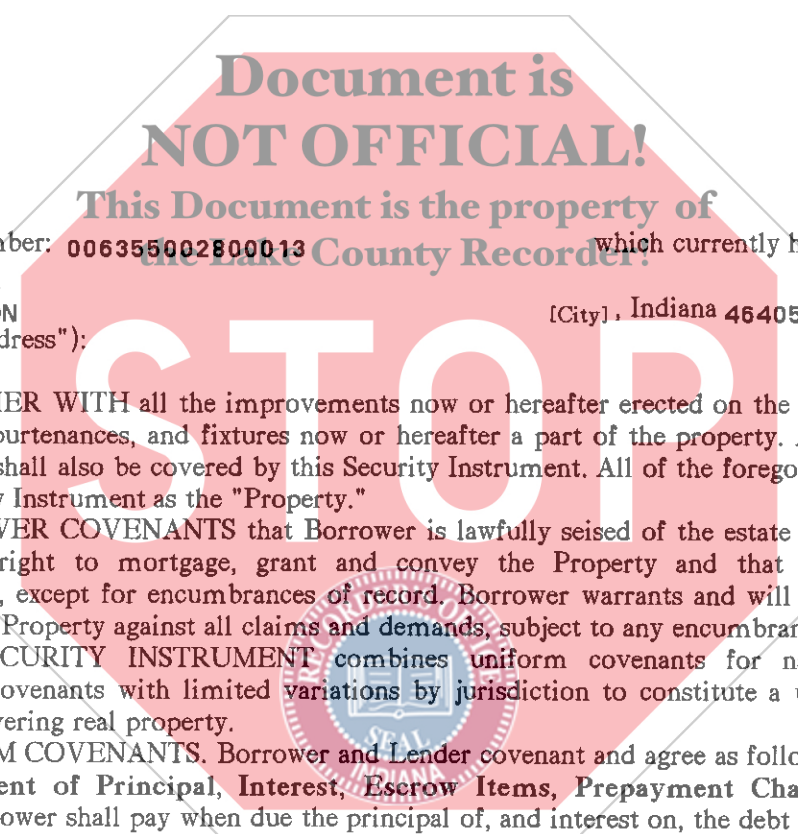 Document is
NOT OFFICIAL!
This Document is the property of
the Lake County Recorder!
STOP
ber: 006355002800013 which currently h
ON [City], Indiana 46405
dress"):
ER WITH all the improvements now or hereafter erected on the
purtenances, and fixtures now or hereafter a part of the property.
shall also be covered by this Security Instrument. All of the forego
Instrument as the "Property."
VER COVENANTS that Borrower is lawfully seised of the estate
right to mortgage, grant and convey the Property and that
, except for encumbrances of record. Borrower warrants and will
Property against all claims and demands, subject to any encumbran
CURITY INSTRUMENT combines uniform covenants for n
ovenants with limited variations by jurisdiction to constitute a
vering real property.
M COVENANTS. Borrower and Lender covenant and agree as follo
ent of Principal, Interest, Escrow Items, Prepayment Cha
ower shall pay when due the principal of, and interest on, the debt
SEAL
INDIANA